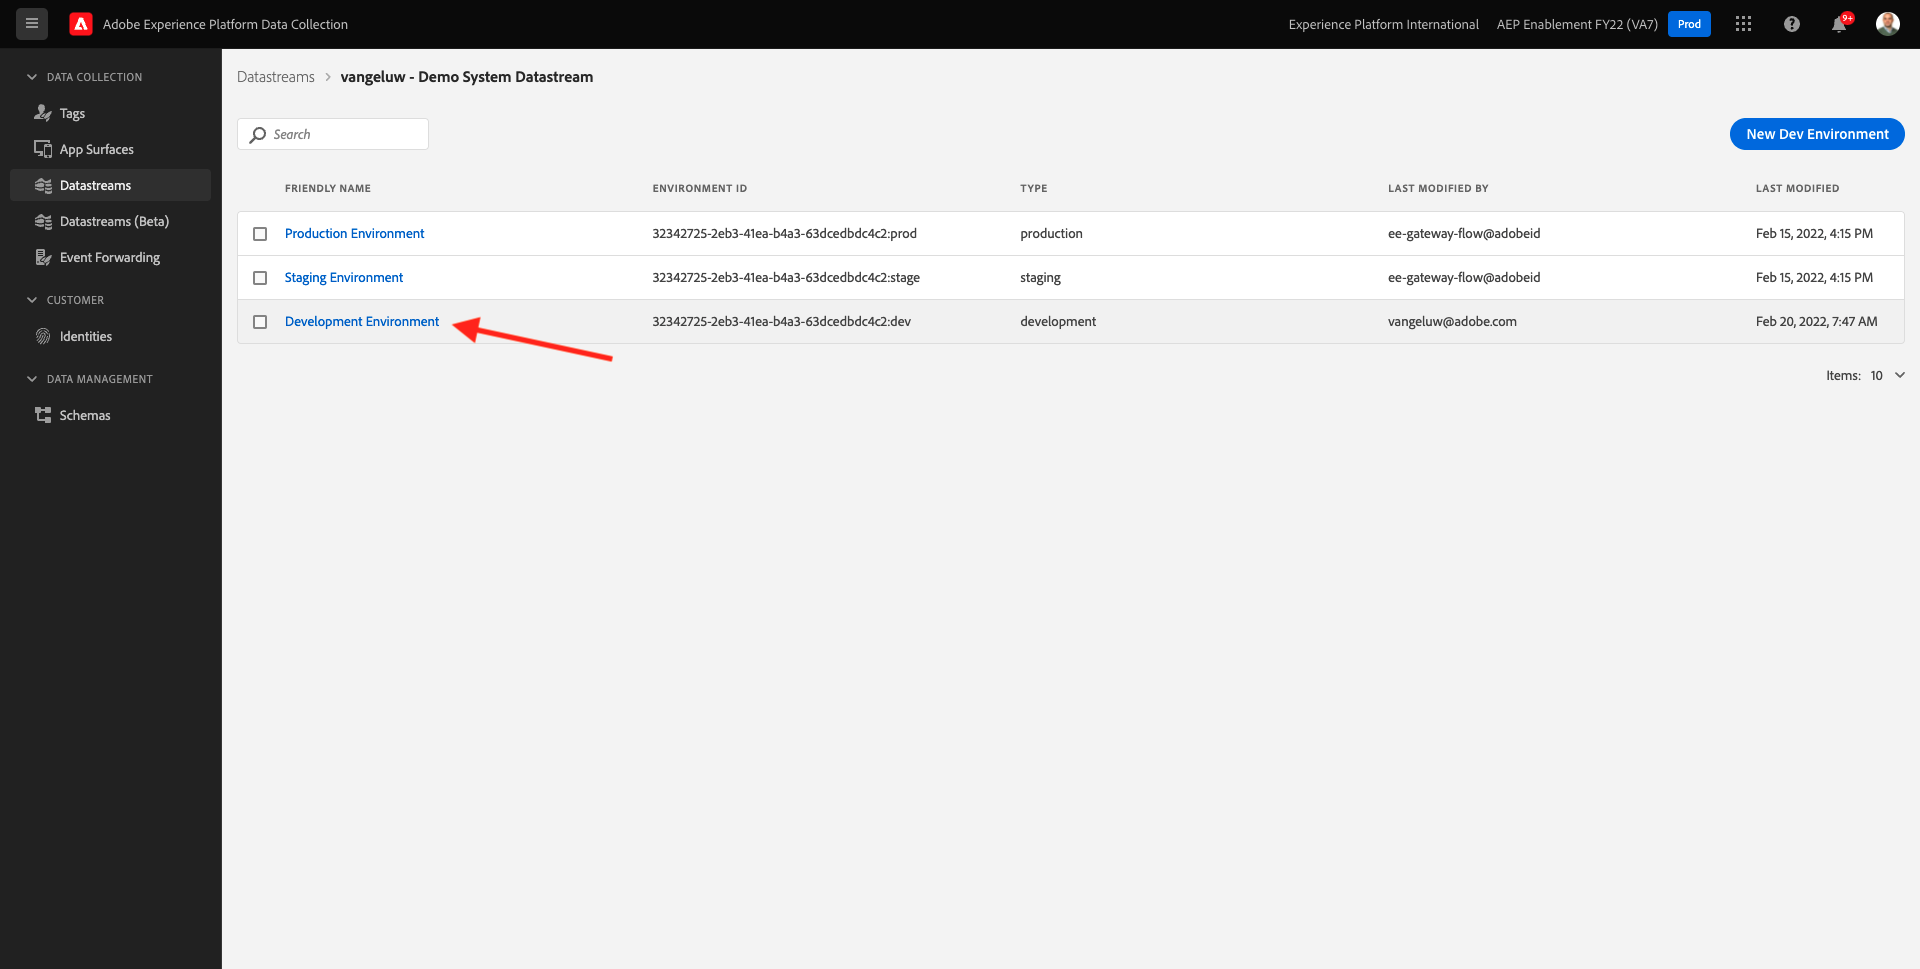 Adobe Experience Platform Data Collection
Experience Platform International
AEP Enablement FY22 (VA7)
Prod
9+
DATA COLLECTION
Tags
App Surfaces
Datastreams
Datastreams (Beta)
Event Forwarding
CUSTOMER
Identities
DATA MANAGEMENT
Schemas
Datastreams > vangeluw - Demo System Datastream
Search
New Dev Environment
FRIENDLY NAME ENVIRONMENT ID TYPE LAST MODIFIED BY LAST MODIFIED
Production Environment 32342725-2eb3-41ea-b4a3-63dcedbdc4c2:prod production ee-gateway-flow@adobeid Feb 15, 2022, 4:15 PM
Staging Environment 32342725-2eb3-41ea-b4a3-63dcedbdc4c2:stage staging ee-gateway-flow@adobeid Feb 15, 2022, 4:15 PM
Development Environment 32342725-2eb3-41ea-b4a3-63dcedbdc4c2:dev development vangeluw@adobe.com Feb 20, 2022, 7:47 AM
Items: 10